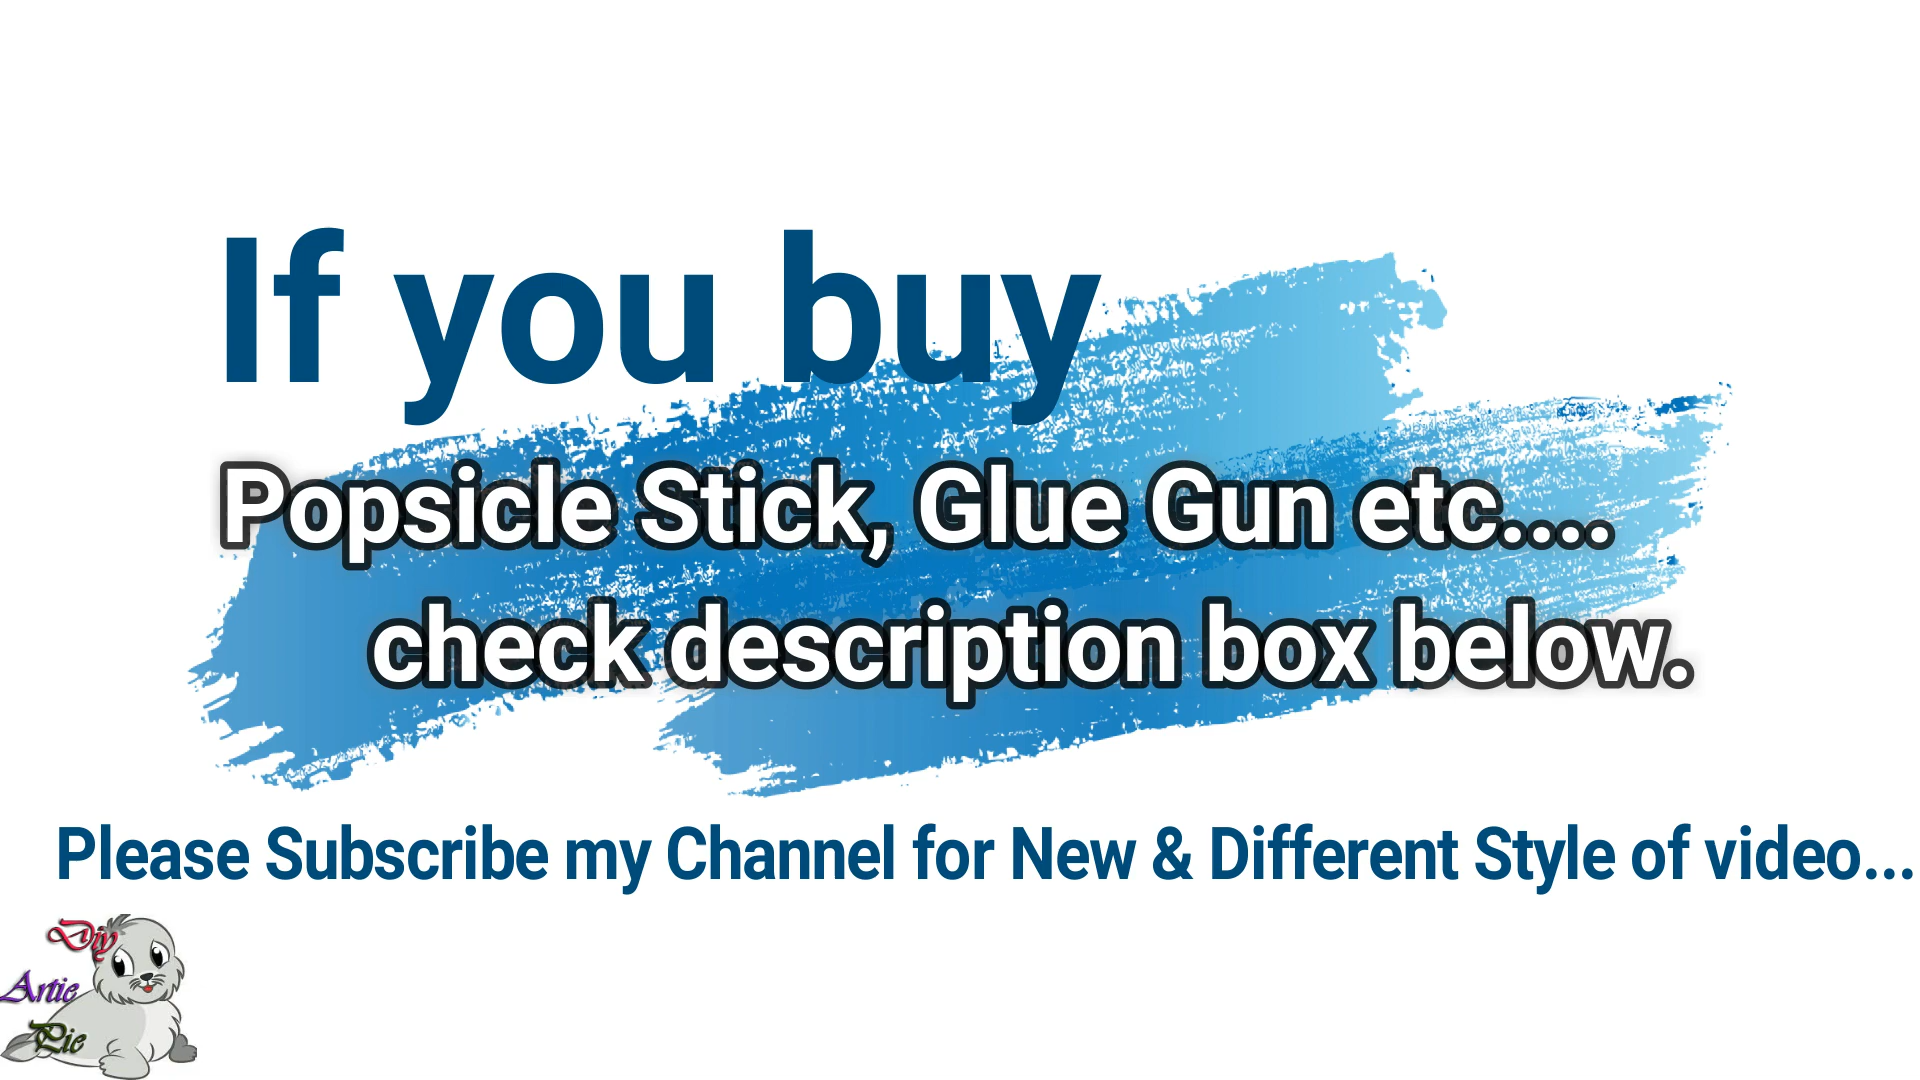 If you buy
Popsicle Stick, Glue Gun etc....
check description box below.
Please Subscribe my Channel for New & Different Style of video...
Diy
Artie
Pie